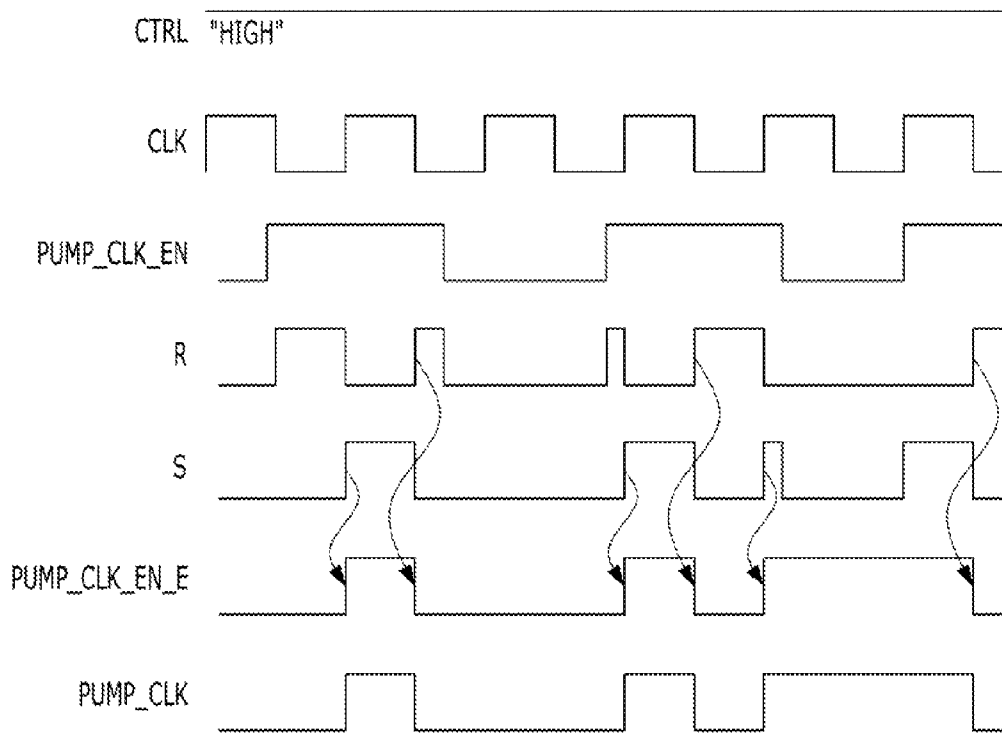 CTRL "HIGH"
CLK
PUMP_CLK_EN
R
S
PUMP_CLK_EN_E
PUMP_CLK